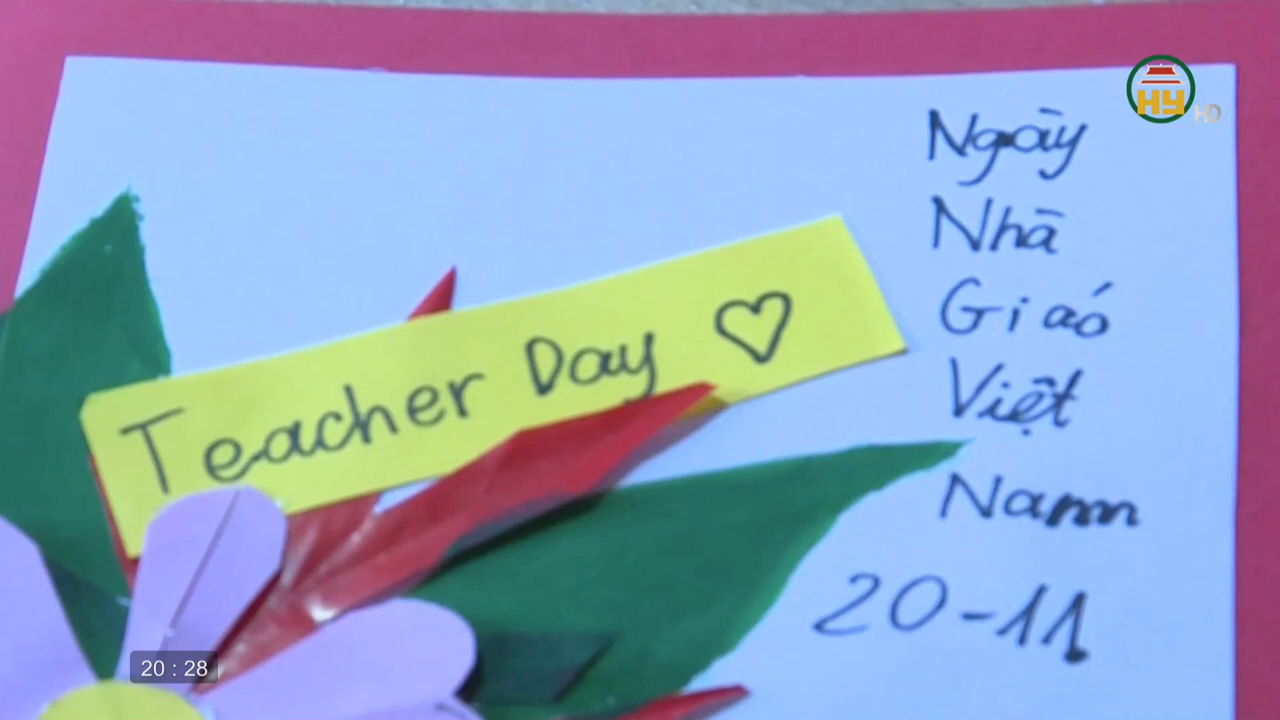 HY HD
Ngày
Nhà
Giáo
Việt
Nam
20-11
Teacher Day ♡
20 : 28